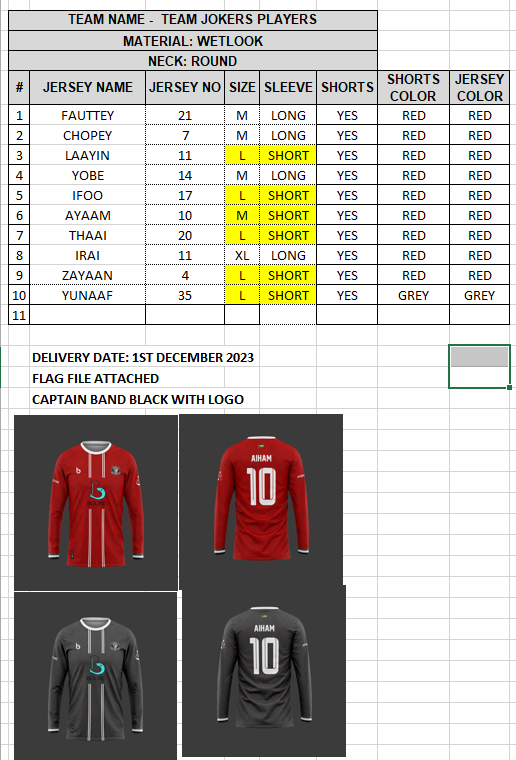 TEAM NAME - TEAM JOKERS PLAYERS
MATERIAL: WETLOOK
NECK: ROUND
# JERSEY NAME JERSEY NO SIZE SLEEVE SHORTS SHORTS COLOR JERSEY COLOR
1 FAUTTEY 21 M LONG YES RED RED
2 CHOPEY 7 M LONG YES RED RED
3 LAAYIN 11 L SHORT YES RED RED
4 YOBE 14 M LONG YES RED RED
5 IFOO 17 L SHORT YES RED RED
6 AYAAM 10 M SHORT YES RED RED
7 THAAI 20 L SHORT YES RED RED
8 IRAI 11 XL LONG YES RED RED
9 ZAYAAN 4 L SHORT YES RED RED
10 YUNAAF 35 L SHORT YES GREY GREY
11
DELIVERY DATE: 1ST DECEMBER 2023
FLAG FILE ATTACHED
CAPTAIN BAND BLACK WITH LOGO
AIHAM
10
AIHAM
10